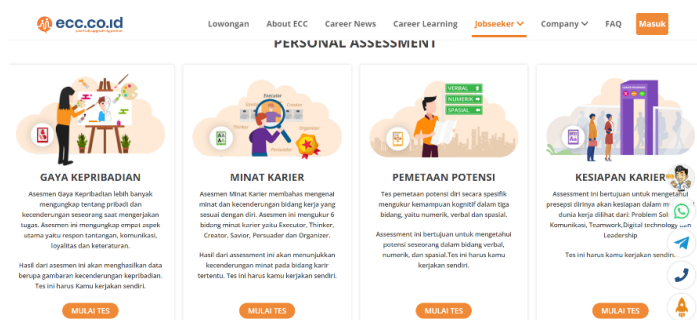 ecc.co.id
Lowongan
About ECC
Career News
Career Learning
Jobseeker
Company
FAQ
Masuk
PERSONAL ASSESSMENT
GAYA KEPRIBADIAN
Asesmen Gaya Kepribadian lebih banyak
mengungkap tentang pribadi dan
kecenderungan seseorang saat mengerjakan
tugas. Asesmen ini mengungkap empat aspek
utama yaitu respon tantangan, komunikasi,
loyalitas dan keteraturan.
Hasil dari asesmen ini akan menghasilkan data
berupa gambaran kecenderungan kepribadian.
Tes ini harus Kamu kerjakan sendiri.
MULAI TES
Executor
Thinker
Creator
Organizer
Persuader
MINAT KARIER
Asesmen Minat Karier membahas mengenai
minat dan kecenderungan bidang kerja yang
sesuai dengan diri. Asesmen ini mengukur 6
bidang minat karier yaitu Executor, Thinker,
Creator, Savior, Persuader dan Organizer.
Hasil dari assessment ini akan menunjukkan
kecenderungan minat pada bidang karir
tertentu. Tes ini harus kamu kerjakan sendiri.
MULAI TES
VERBAL
NUMERIK
SPASIAL
PEMETAAN POTENSI
Tes pemetaan potensi diri secara spesifik
mengukur kemampuan kognitif dalam tiga
bidang, yaitu numerik, verbal dan spasial.
Assessment ini bertujuan untuk mengetahui
potensi seseorang dalam bidang verbal,
numerik, dan spasial.Tes ini harus kamu
kerjakan sendiri.
MULAI TES
KESIAPAN KARIER
Assessment ini bertujuan untuk mengetahui
presepsi dirinya akan kesiapan dalam
dunia kerja dilihat dari: Problem
Komunikasi, Teamwork,Digital technology
Leadership
Tes ini harus kamu kerjakan sendiri.
MULAI TES